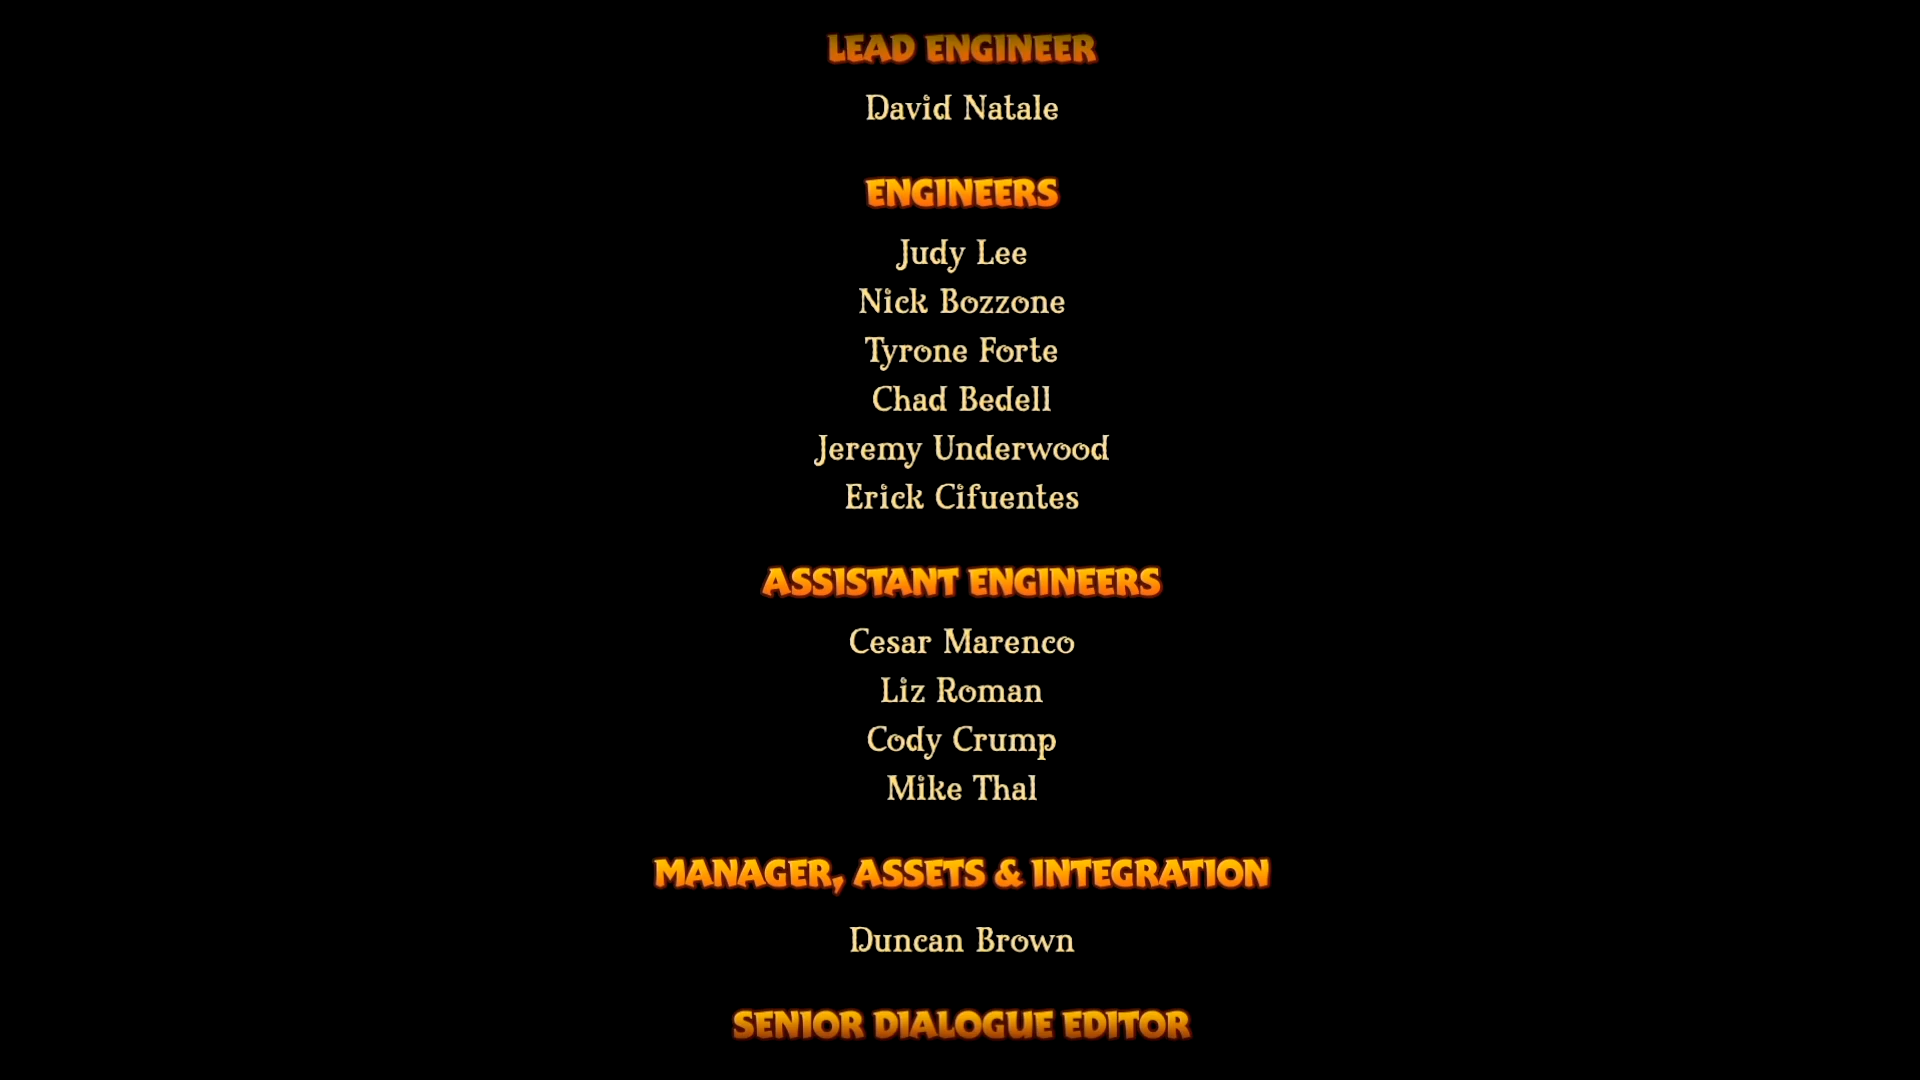 LEAD ENGINEER
David Natale
ENGINEERS
Judy Lee
Nick Bozzone
Tyrone Forte
Chad Bedell
Jeremy Underwood
Erick Cifuentes
ASSISTANT ENGINEERS
Cesar Marenco
Liz Roman
Cody Crump
Mike Thal
MANAGER, ASSETS & INTEGRATION
Duncan Brown
SENIOR DIALOGUE EDITOR